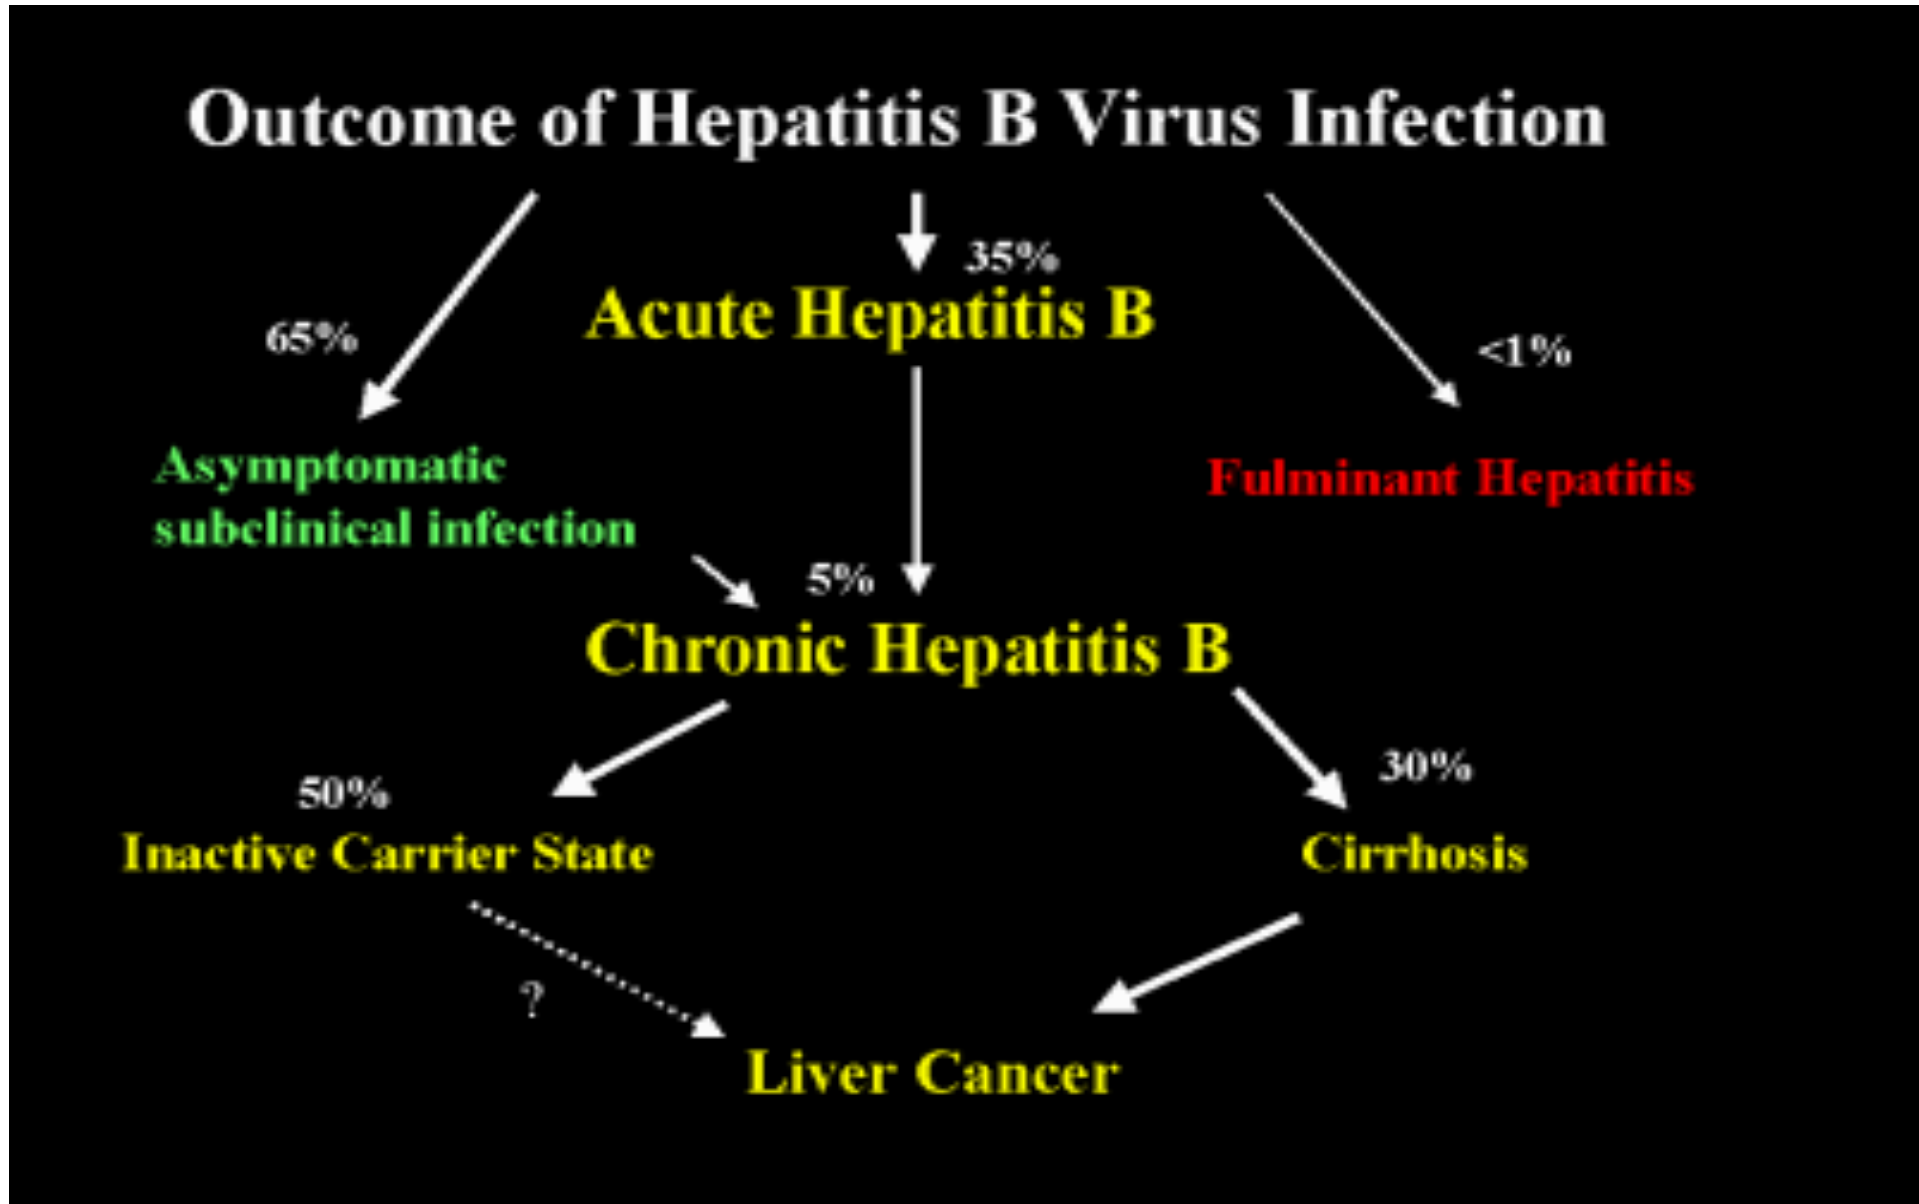 Outcome of Hepatitis B Virus Infection
35%
Acute Hepatitis B
65%
<1%
Asymptomatic
subclinical infection
Fulminant Hepatitis
5%
Chronic Hepatitis B
50%
30%
Inactive Carrier State
Cirrhosis
?
Liver Cancer